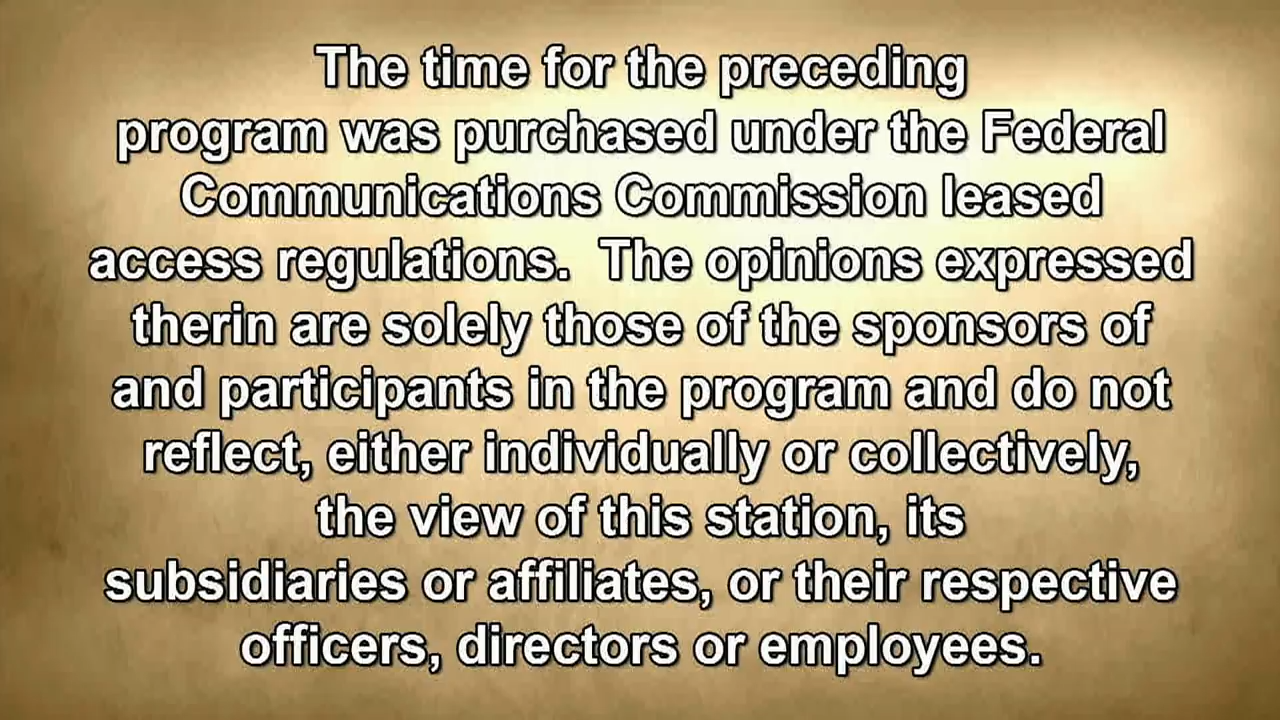 The time for the preceding
program was purchased under the Federal
Communications Commission leased
access regulations.  The opinions expressed
therin are solely those of the sponsors of
and participants in the program and do not
reflect, either individually or collectively,
the view of this station, its
subsidiaries or affiliates, or their respective
officers, directors or employees.